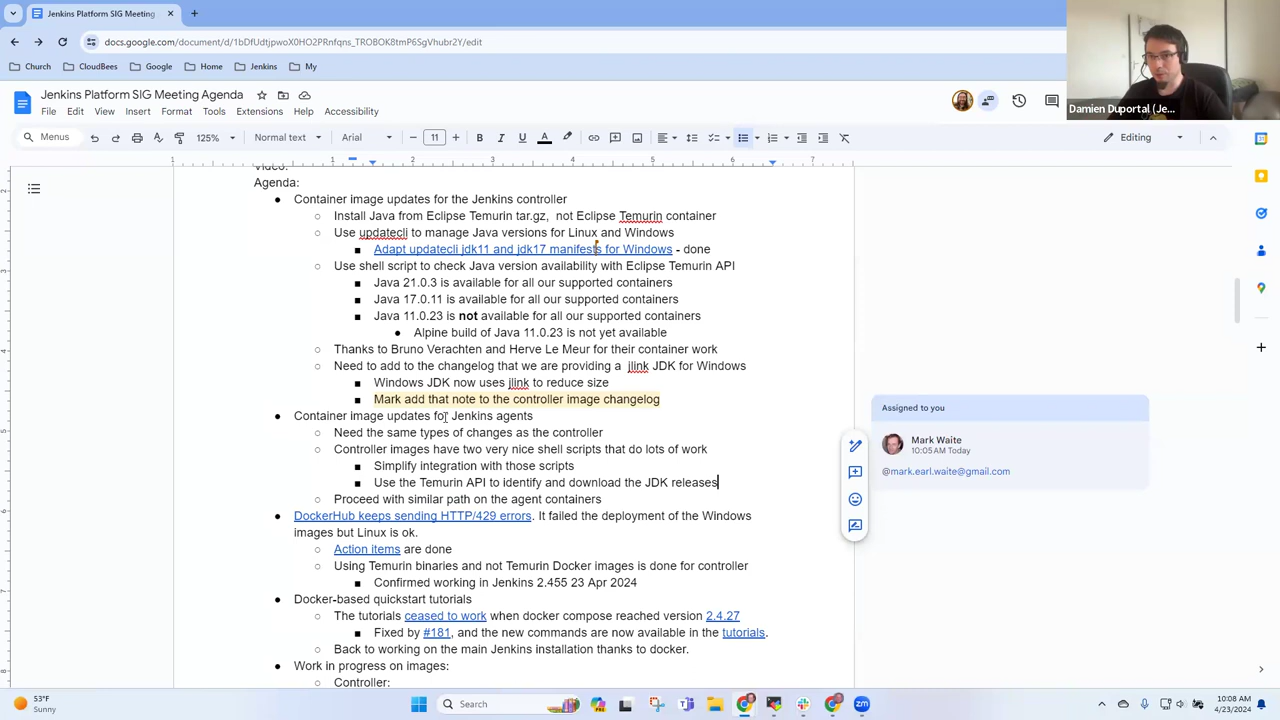 Jenkins Platform SIG Meeting
docs.google.com/document/d/1bDfUdtjpwoX0HO2PRnfqns_TROBOK8tmP6SgVhubr2Y/edit
Church
CloudBees
Google
Home
Jenkins
My
Jenkins Platform SIG Meeting Agenda
File Edit View Insert Format Tools Extensions Help
Damien Duportal (Je...
Menus
125%
Normal text
Arial
11
Editing
1 1 2 3 4 5 6 7
Video:
Agenda:
● Container image updates for the Jenkins controller
○ Install Java from Eclipse Temurin tar.gz, not Eclipse Temurin container
○ Use updatecli to manage Java versions for Linux and Windows
■ Adapt updatecli jdk11 and jdk17 manifests for Windows - done
○ Use shell script to check Java version availability with Eclipse Temurin API
■ Java 21.0.3 is available for all our supported containers
■ Java 17.0.11 is available for all our supported containers
■ Java 11.0.23 is not available for all our supported containers
● Alpine build of Java 11.0.23 is not yet available
○ Thanks to Bruno Verachten and Herve Le Meur for their container work
○ Need to add to the changelog that we are providing a jlink JDK for Windows
■ Windows JDK now uses jlink to reduce size
■ Mark add that note to the controller image changelog
● Container image updates for Jenkins agents
○ Need the same types of changes as the controller
○ Controller images have two very nice shell scripts that do lots of work
■ Simplify integration with those scripts
■ Use the Temurin API to identify and download the JDK releases
○ Proceed with similar path on the agent containers
● DockerHub keeps sending HTTP/429 errors. It failed the deployment of the Windows
images but Linux is ok.
○ Action items are done
○ Using Temurin binaries and not Temurin Docker images is done for controller
■ Confirmed working in Jenkins 2.455 23 Apr 2024
● Docker-based quickstart tutorials
○ The tutorials ceased to work when docker compose reached version 2.4.27
■ Fixed by #181, and the new commands are now available in the tutorials.
○ Back to working on the main Jenkins installation thanks to docker.
● Work in progress on images:
○ Controller:
Assigned to you
Mark Waite
10:05 AM Today
@mark.earl.waite@gmail.com
53°F
Sunny
Search
10:08 AM
4/23/2024